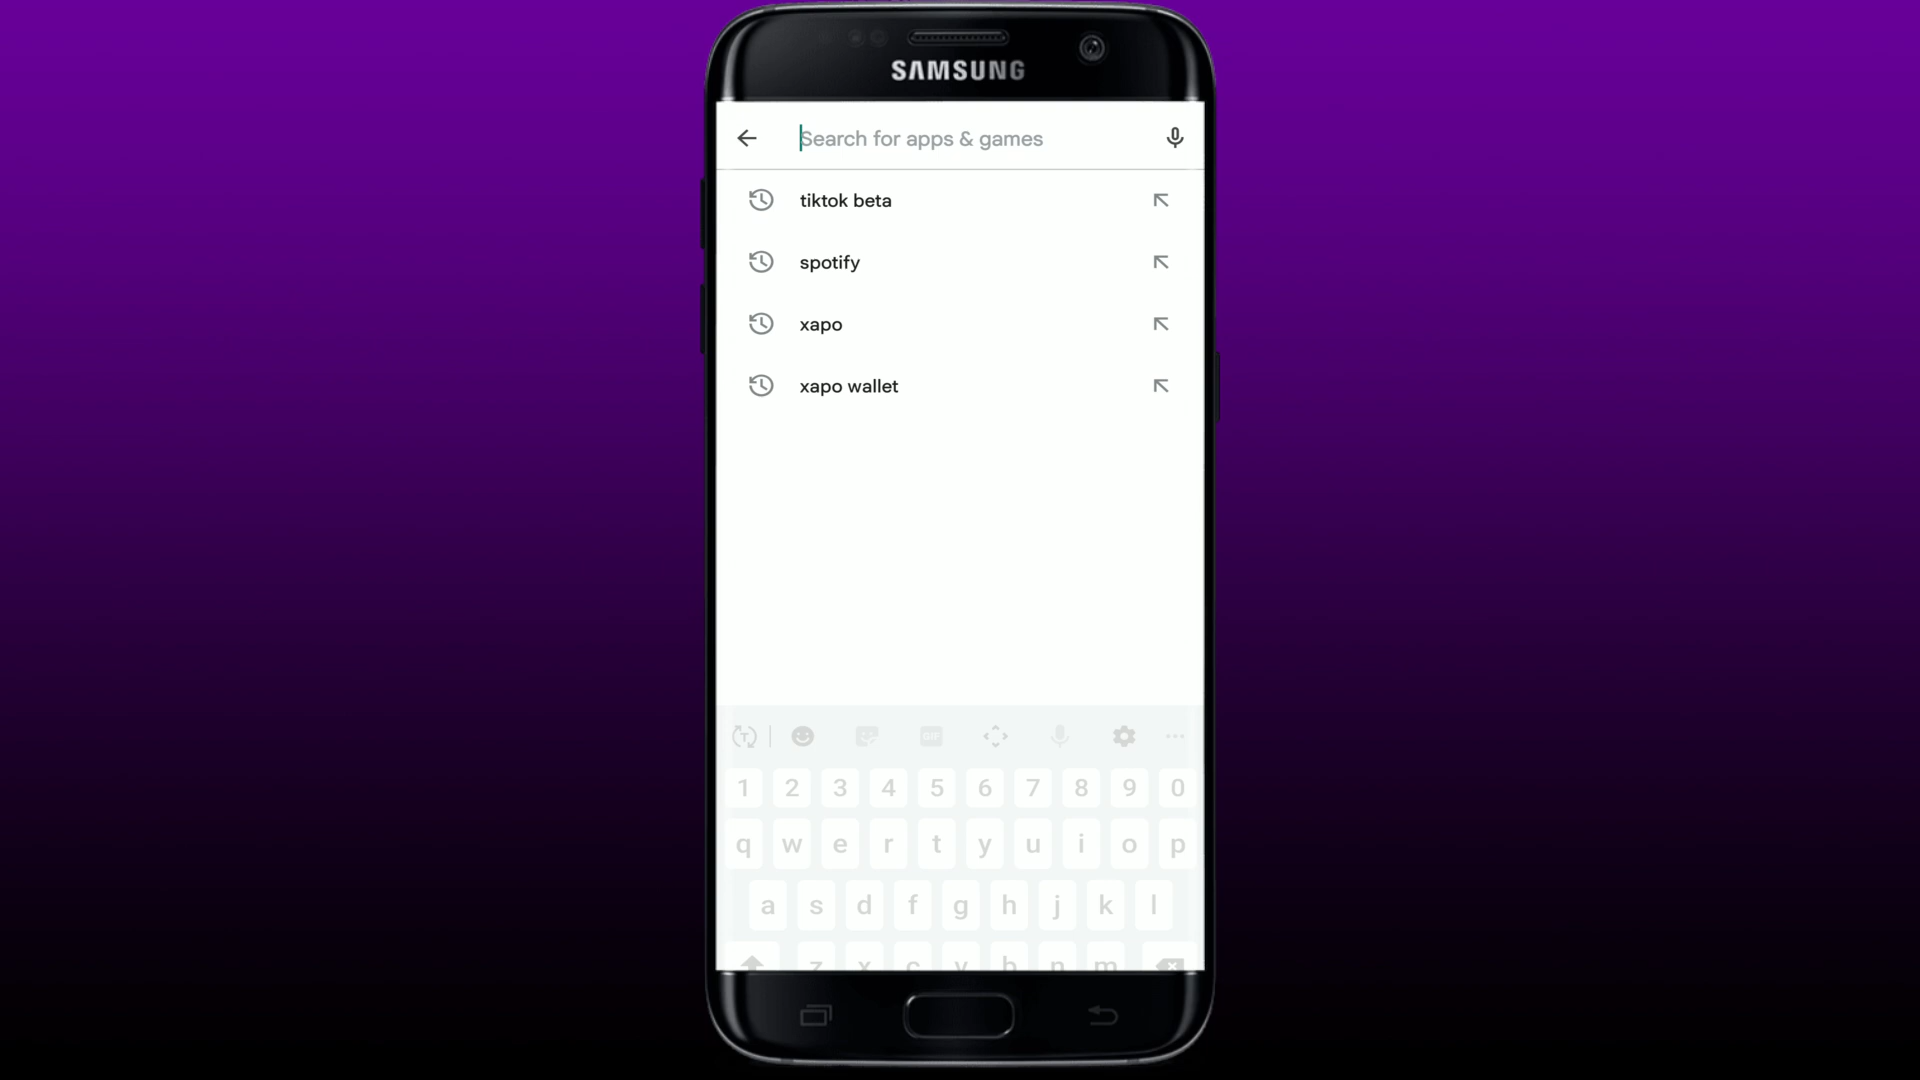 SAMSUNG
Search for apps & games
tiktok beta
spotify
xapo
xapo wallet
T GIF
1 2 3 4 5 6 7 8 9 0
q w e r t y u i o p
a s d f g h j k l
z x c v b n m